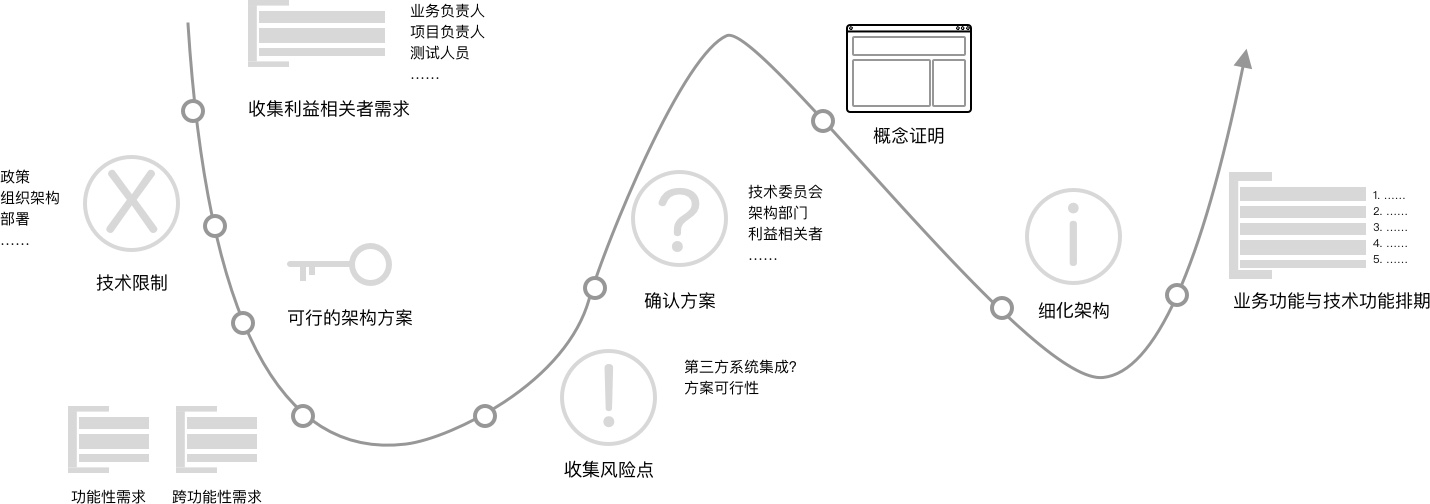 业务负责人
项目负责人
测试人员
……
收集利益相关者需求
政策
组织架构
部署
……
技术限制
可行的架构方案
功能性需求
跨功能性需求
收集风险点
第三方系统集成?
方案可行性
确认方案
技术委员会
架构部门
利益相关者
……
概念证明
细化架构
1. ……
2. ……
3. ……
4. ……
5. ……
业务功能与技术功能排期